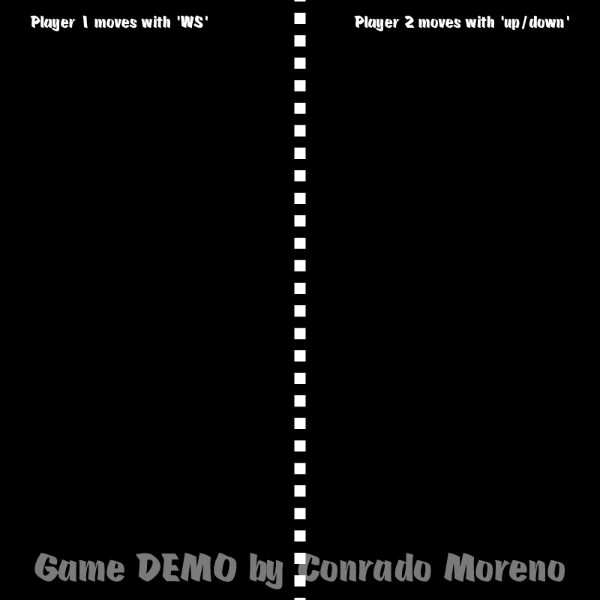 Player 1 moves with 'WS'
Player 2 moves with 'up/down'
Game DEMO by Conrado Moreno